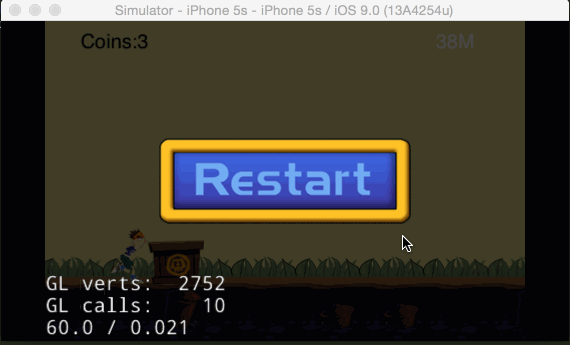 Simulator - iPhone 5s - iPhone 5s / iOS 9.0 (13A4254u)
Coins:3
38M
Restart
GL verts: 2752
GL calls: 10
60.0 / 0.021